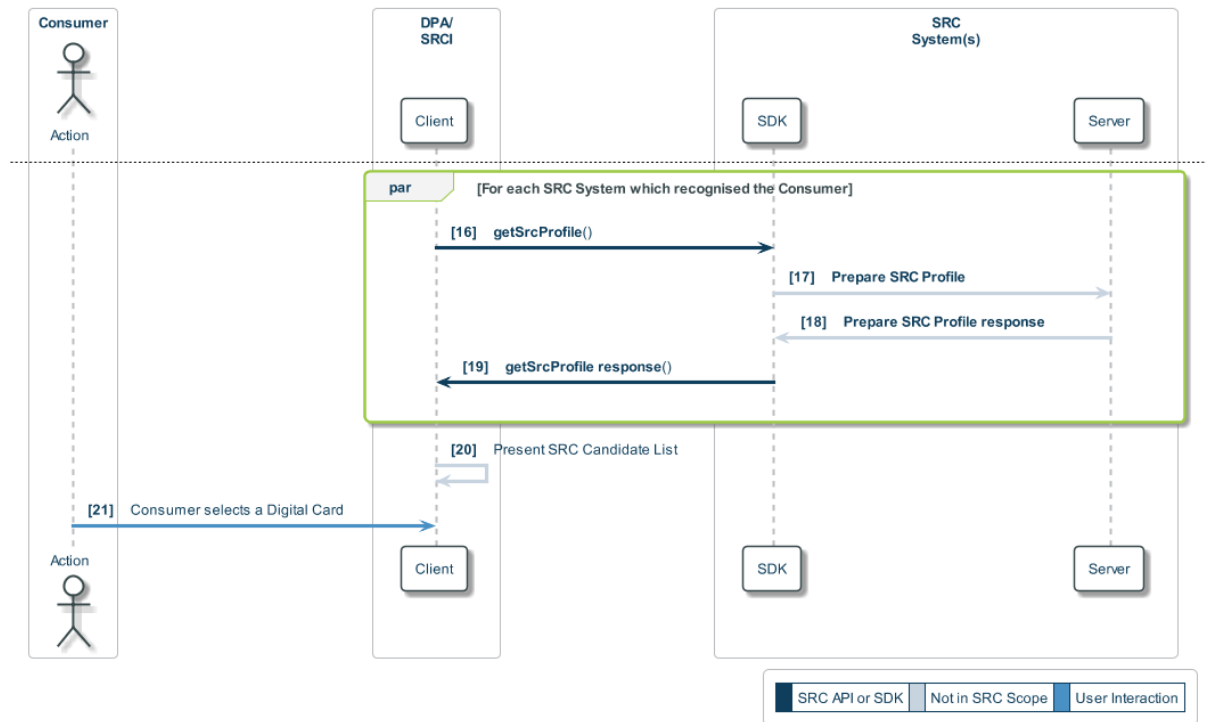 Consumer
DPA/
SRCI
SRC
System(s)
Action
Client
SDK
Server
par
[For each SRC System which recognised the Consumer]
[16] getSrcProfile()
[17] Prepare SRC Profile
[18] Prepare SRC Profile response
[19] getSrcProfile response()
[20] Present SRC Candidate List
[21] Consumer selects a Digital Card
Action
Client
SDK
Server
SRC API or SDK
Not in SRC Scope
User Interaction